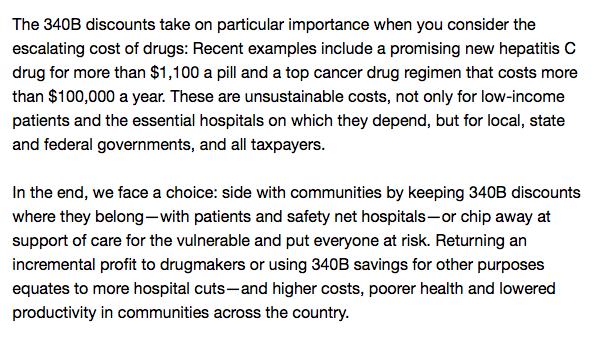 The 340B discounts take on particular importance when you consider the
escalating cost of drugs: Recent examples include a promising new hepatitis C
drug for more than $1,100 a pill and a top cancer drug regimen that costs more
than $100,000 a year. These are unsustainable costs, not only for low-income
patients and the essential hospitals on which they depend, but for local, state
and federal governments, and all taxpayers.
In the end, we face a choice: side with communities by keeping 340B discounts
where they belong—with patients and safety net hospitals—or chip away at
support of care for the vulnerable and put everyone at risk. Returning an
incremental profit to drugmakers or using 340B savings for other purposes
equates to more hospital cuts—and higher costs, poorer health and lowered
productivity in communities across the country.